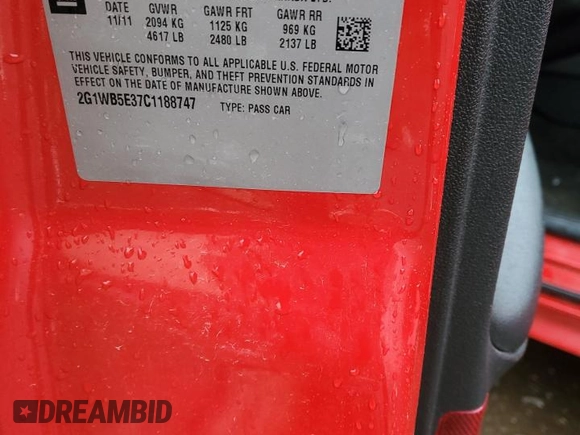 DATE GVWR GAWR FRT GAWR RR
11/11 2094 KG 1125 KG 969 KG
4617 LB 2480 LB 2137 LB
THIS VEHICLE CONFORMS TO ALL APPLICABLE U.S. FEDERAL MOTOR
VEHICLE SAFETY, BUMPER, AND THEFT PREVENTION STANDARDS IN
EFFECT ON THE DATE OF MANUFACTURE SHOWN ABOVE.
2G1WB5E37C1188747 TYPE: PASS CAR
DREAMBID